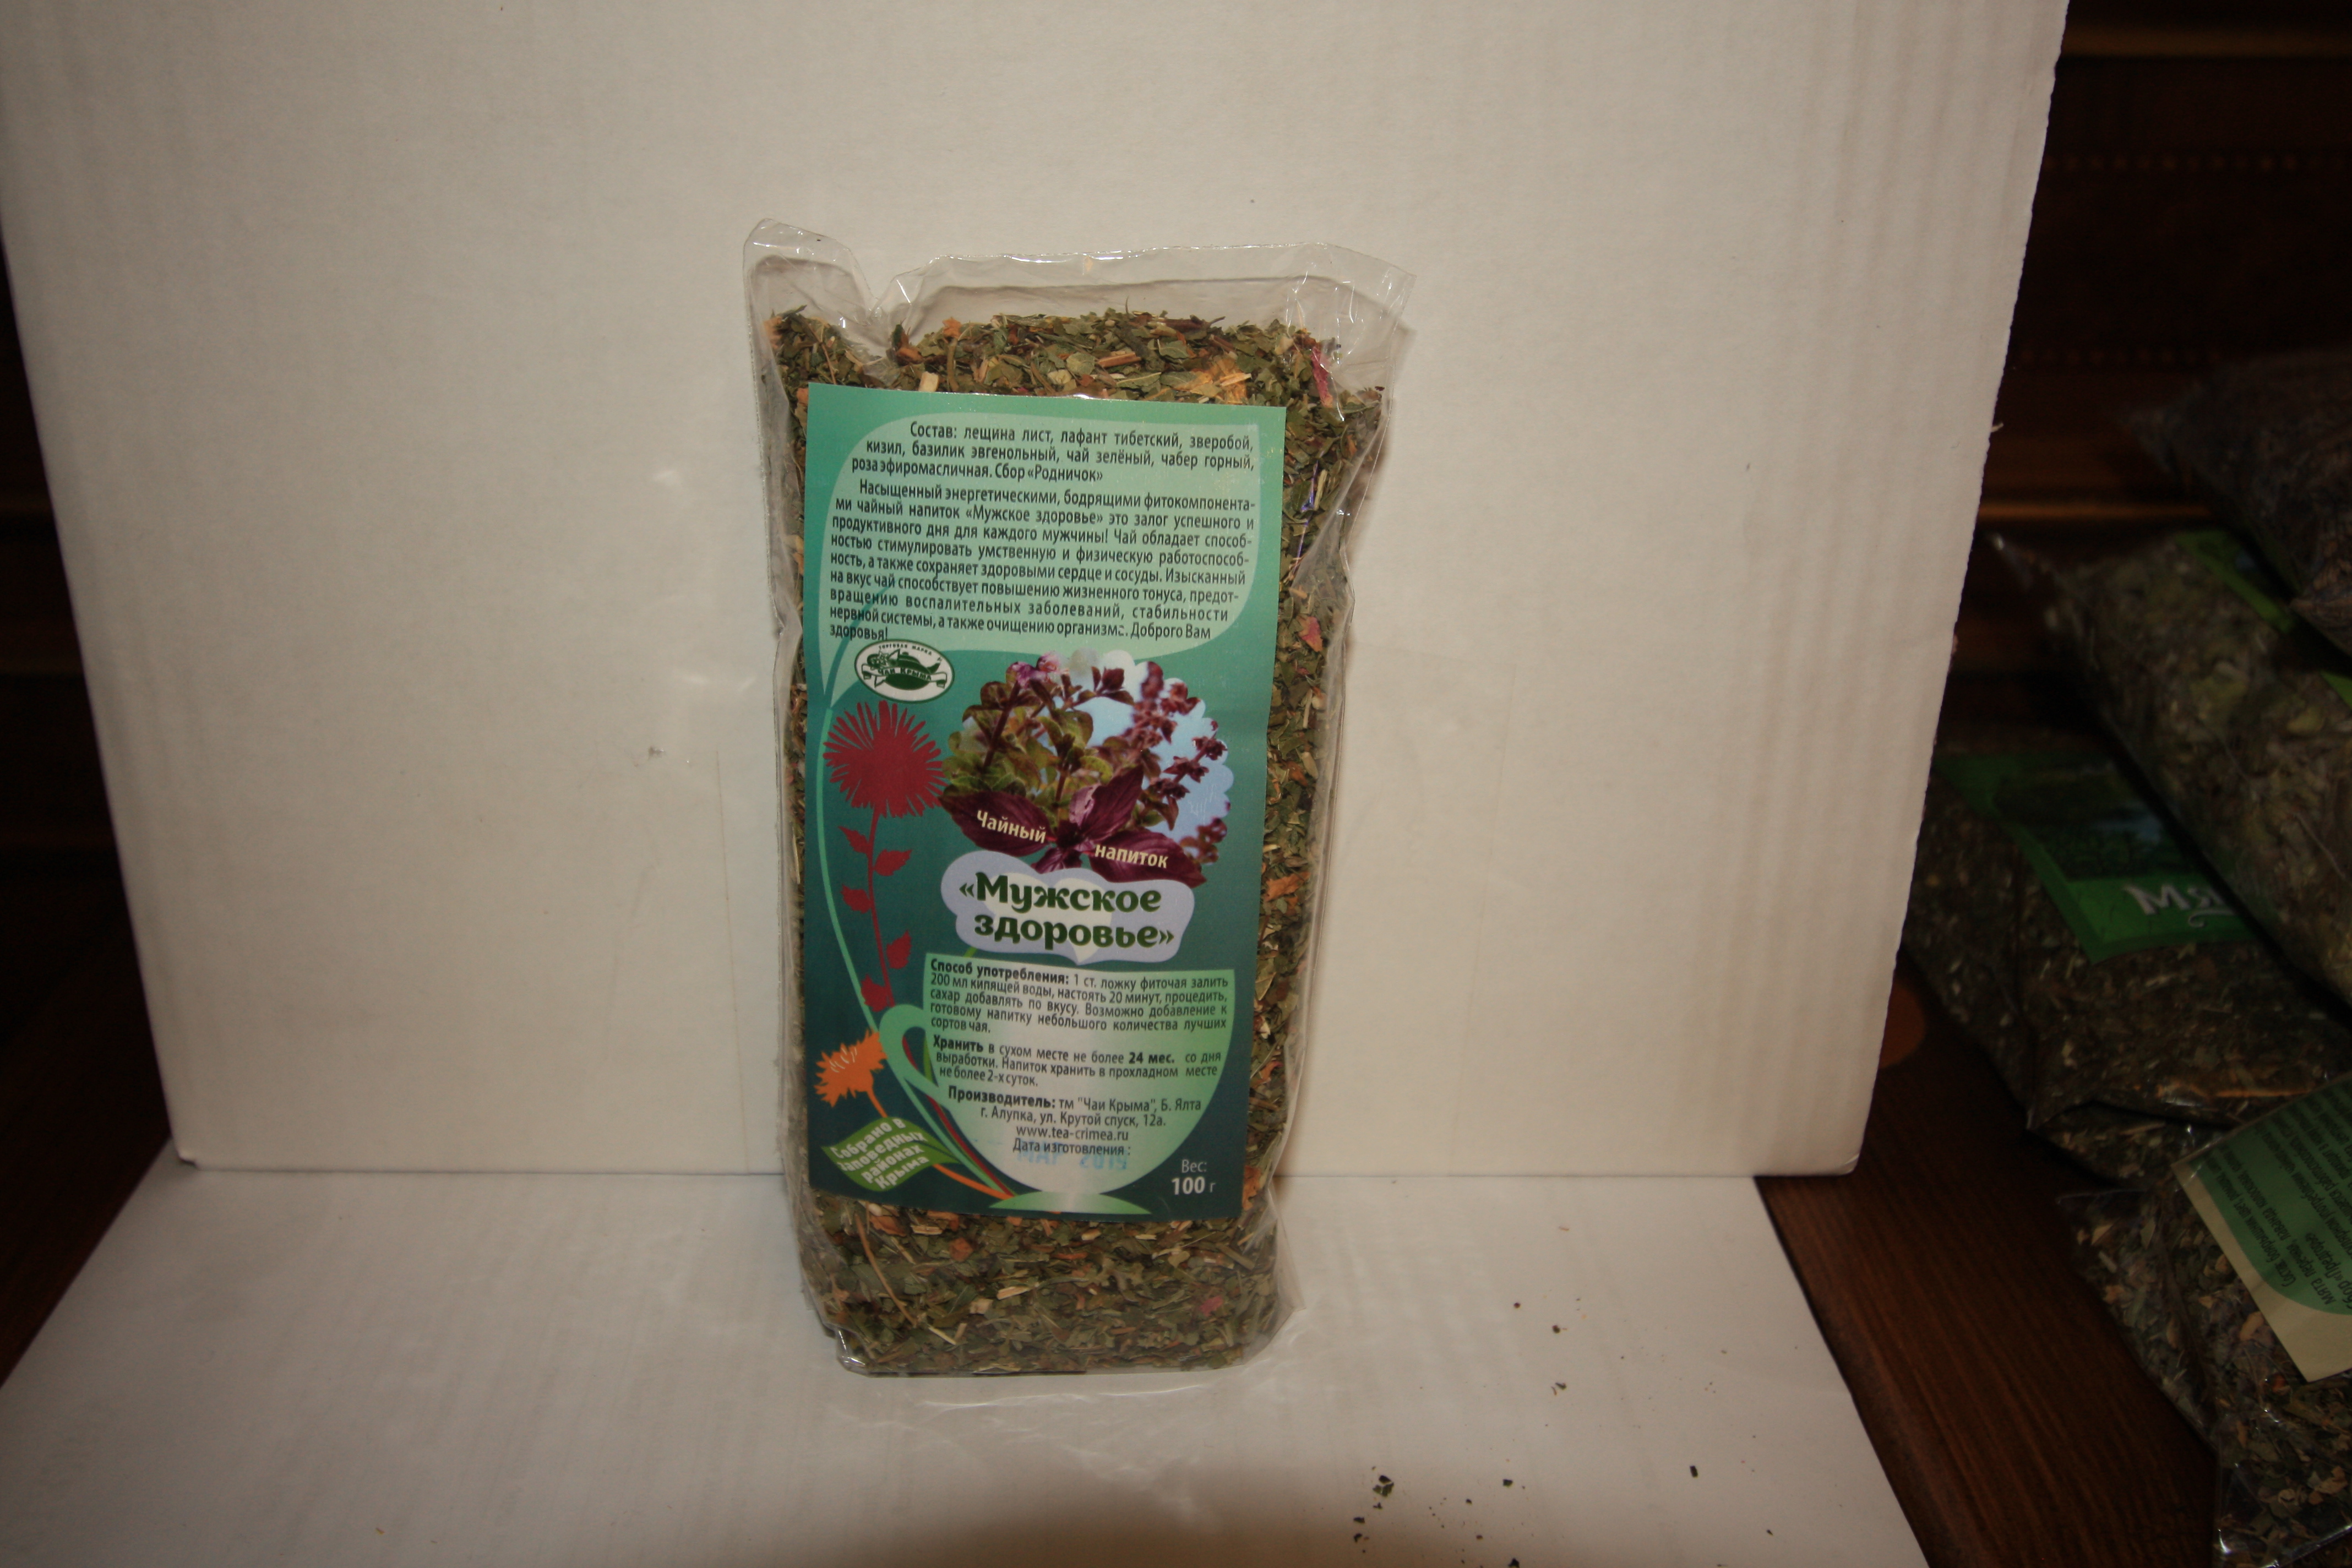 Состав: лещина лист, лафант тибетский, зверобой,
кизил, базилик эвгенольный, чай зелёный, чабер горный,
роза эфиромасличная. Сбор «Родничок»
Насыщенный энергетическими, бодрящими фитокомпонента-
ми чайный напиток «Мужское здоровье» это залог успешного и
продуктивного дня для каждого мужчины! Чай обладает способ-
ностью стимулировать умственную и физическую работоспособ-
ность, а также сохраняет здоровыми сердце и сосуды. Изысканный
на вкус чай способствует повышению жизненного тонуса, предот-
вращению воспалительных заболеваний, стабильности
нервной системы, а также очищению организма. Доброго Вам
здоровья!
ТОРГОВАЯ МАРКА
ЧАИ КРЫМА
Чайный напиток
«Мужское
здоровье»
Способ употребления: 1 ст. ложку фиточая залить
200 мл кипящей воды, настоять 20 минут, процедить,
сахар добавлять по вкусу. Возможно добавление к
готовому напитку небольшого количества лучших
сортов чая.
Хранить в сухом месте не более 24 мес. со дня
выработки. Напиток хранить в прохладном месте
не более 2-х суток.
Производитель: тм "Чаи Крыма", Б. Ялта
г. Алупка, ул. Крутой спуск, 12а.
www.tea-crimea.ru
Дата изготовления :
МАР
Собрано в
заповедных
районах
Крыма
Вес:
100 г